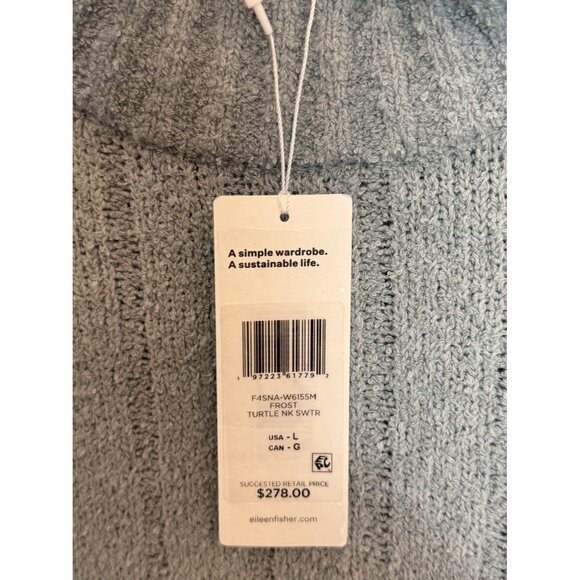 A simple wardrobe.
A sustainable life.
1 97223 61779 2
F4SNA-W6155M
FROST
TURTLE NK SWTR
USA - L
CAN - G
SUGGESTED RETAIL PRICE
$278.00
eileenfisher.com